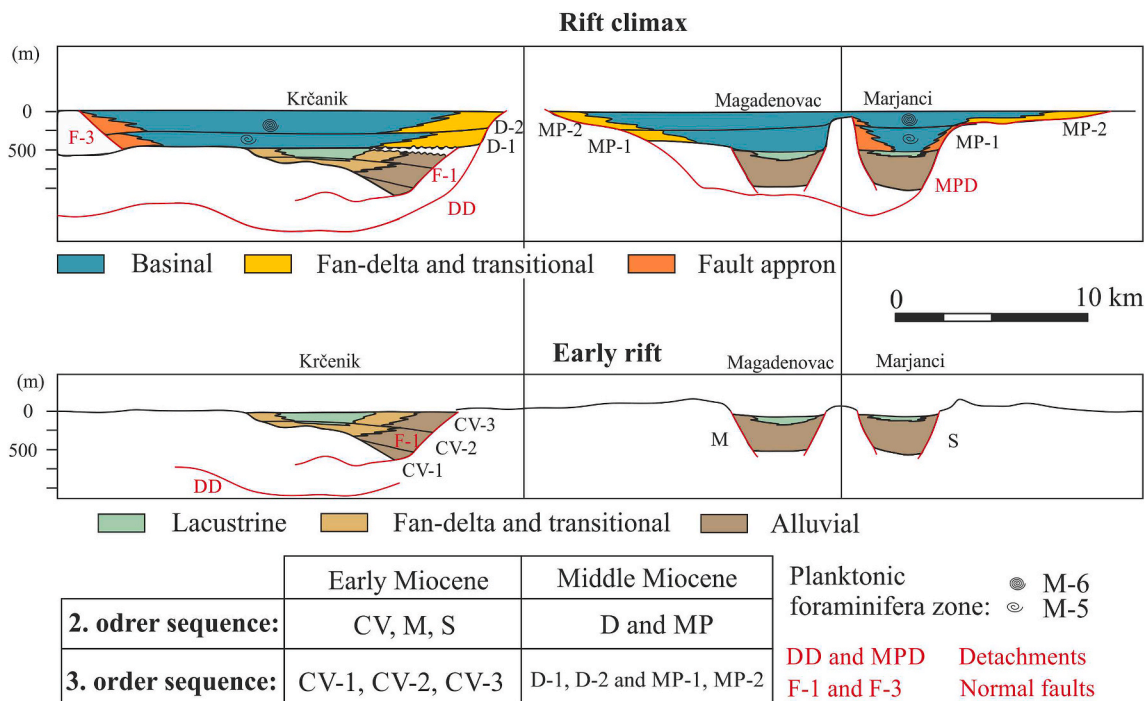 Rift climax
(m)
Krčanik
Magadenovac
Marjanci
0
500
F-3
D-2
D-1
F-1
DD
MP-2
MP-1
MP-1
MP-2
MPD
Basinal
Fan-delta and transitional
Fault appron
0
10 km
Early rift
(m)
Krčenik
Magadenovac
Marjanci
0
500
F-1
CV-3
CV-2
CV-1
DD
M
S
Lacustrine
Fan-delta and transitional
Alluvial
Early Miocene
Middle Miocene
2. odrer sequence:
CV, M, S
D and MP
3. order sequence:
CV-1, CV-2, CV-3
D-1, D-2 and MP-1, MP-2
Planktonic
foraminifera zone:
M-6
M-5
DD and MPD Detachments
F-1 and F-3 Normal faults